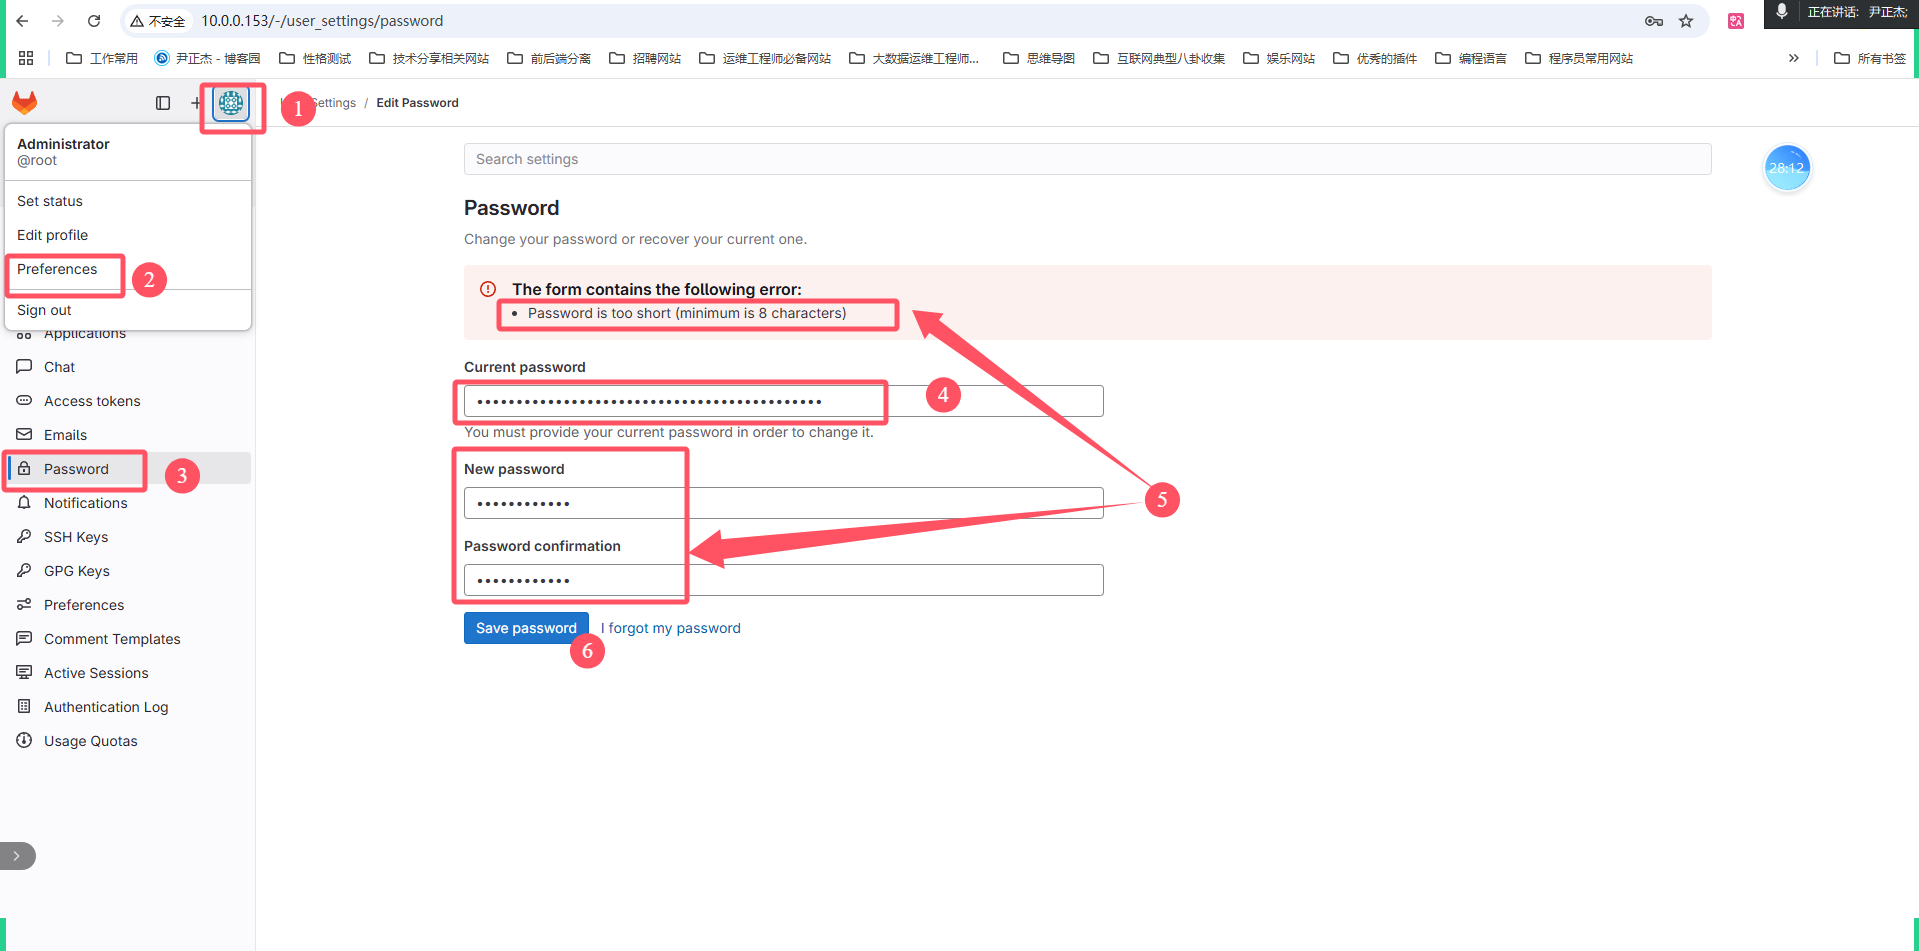 不安全
10.0.0.153/-/user_settings/password
正在讲话: 尹正杰;
工作常用
尹正杰 - 博客园
性格测试
技术分享相关网站
前后端分离
招聘网站
运维工程师必备网站
大数据运维工程师...
思维导图
互联网典型八卦收集
娱乐网站
优秀的插件
编程语言
程序员常用网站
所有书签
1
Settings / Edit Password
Administrator
@root
Set status
Edit profile
Preferences
2
Sign out
Applications
Chat
Access tokens
Emails
Password
3
Notifications
SSH Keys
GPG Keys
Preferences
Comment Templates
Active Sessions
Authentication Log
Usage Quotas
Search settings
28:12
Password
Change your password or recover your current one.
The form contains the following error:
• Password is too short (minimum is 8 characters)
Current password
4
You must provide your current password in order to change it.
New password
5
Password confirmation
Save password
I forgot my password
6